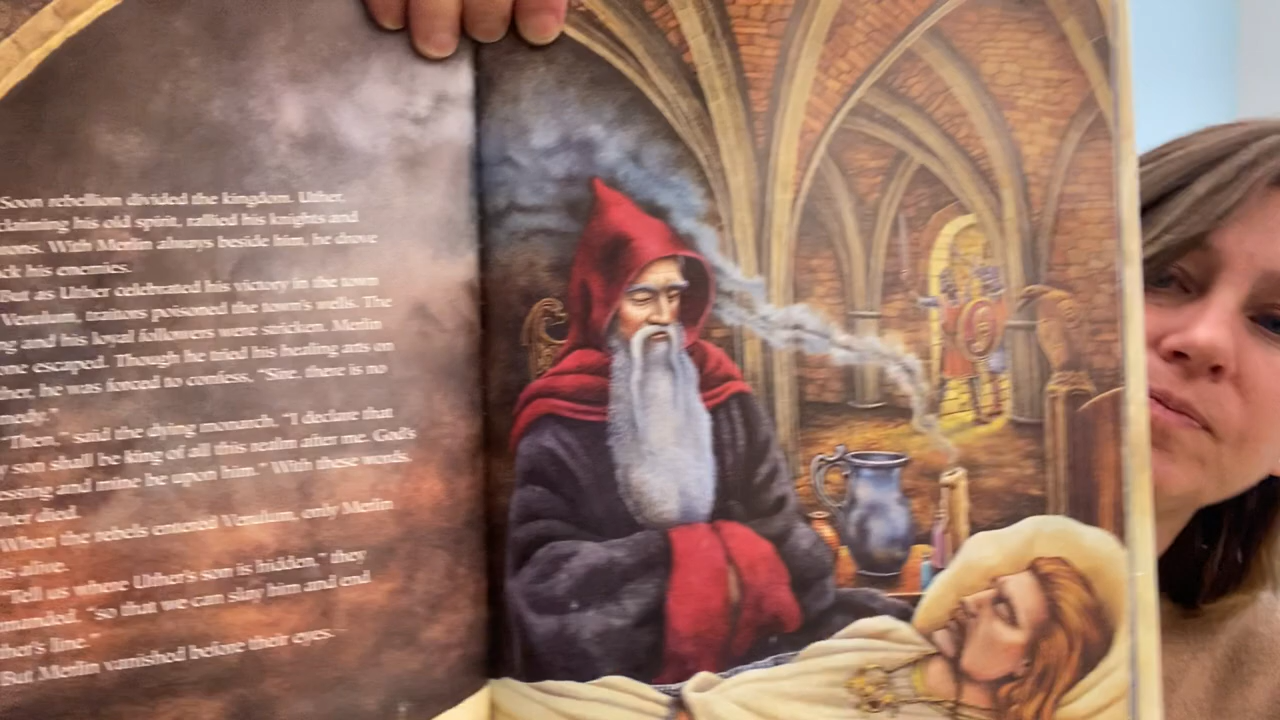 Soon rebellion divided the kingdom. Uther,
claiming his old spirit, rallied his knights and
ons. With Merlin always beside him, he drove
ck his enemies.
But as Uther celebrated his victory in the town
Verulum, traitors poisoned the town's wells. The
g and his loyal followers were stricken. Merlin
one escaped. Though he tried his healing arts on
ther, he was forced to confess, "Sire, there is no
medy."
"Then," said the dying monarch, "I declare that
y son shall be king of all this realm after me. God's
essing and mine be upon him." With these words,
ther died.
When the rebels entered Verulum, only Merlin
as alive.
"Tell us where Uther's son is hidden," they
manded, "so that we can slay him and end
ther's line."
But Merlin vanished before their eyes.